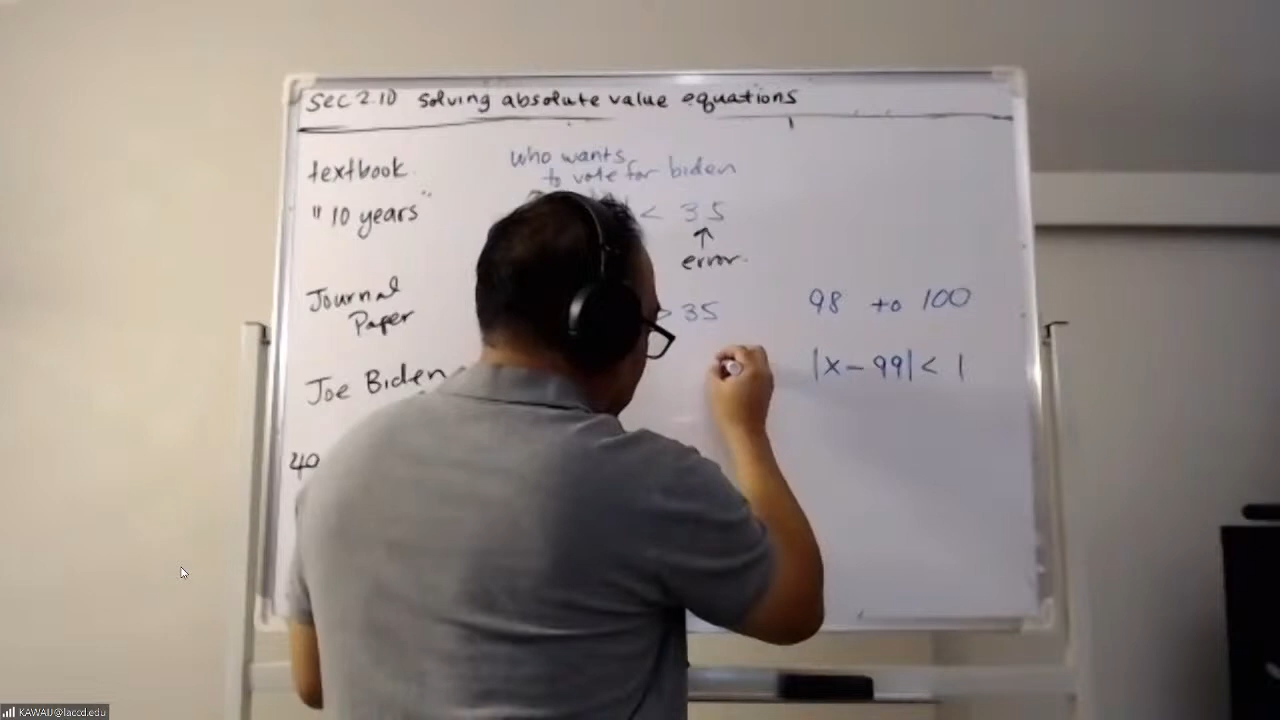 Sec 2.10 Solving absolute value equations
textbook.
who wants
to vote for biden
"10 years"
< 35
↑
error.
Journal
Paper
> 35
98 to 100
|x - 99| < 1
Joe Biden
40
KAWAIJ@laccd.edu